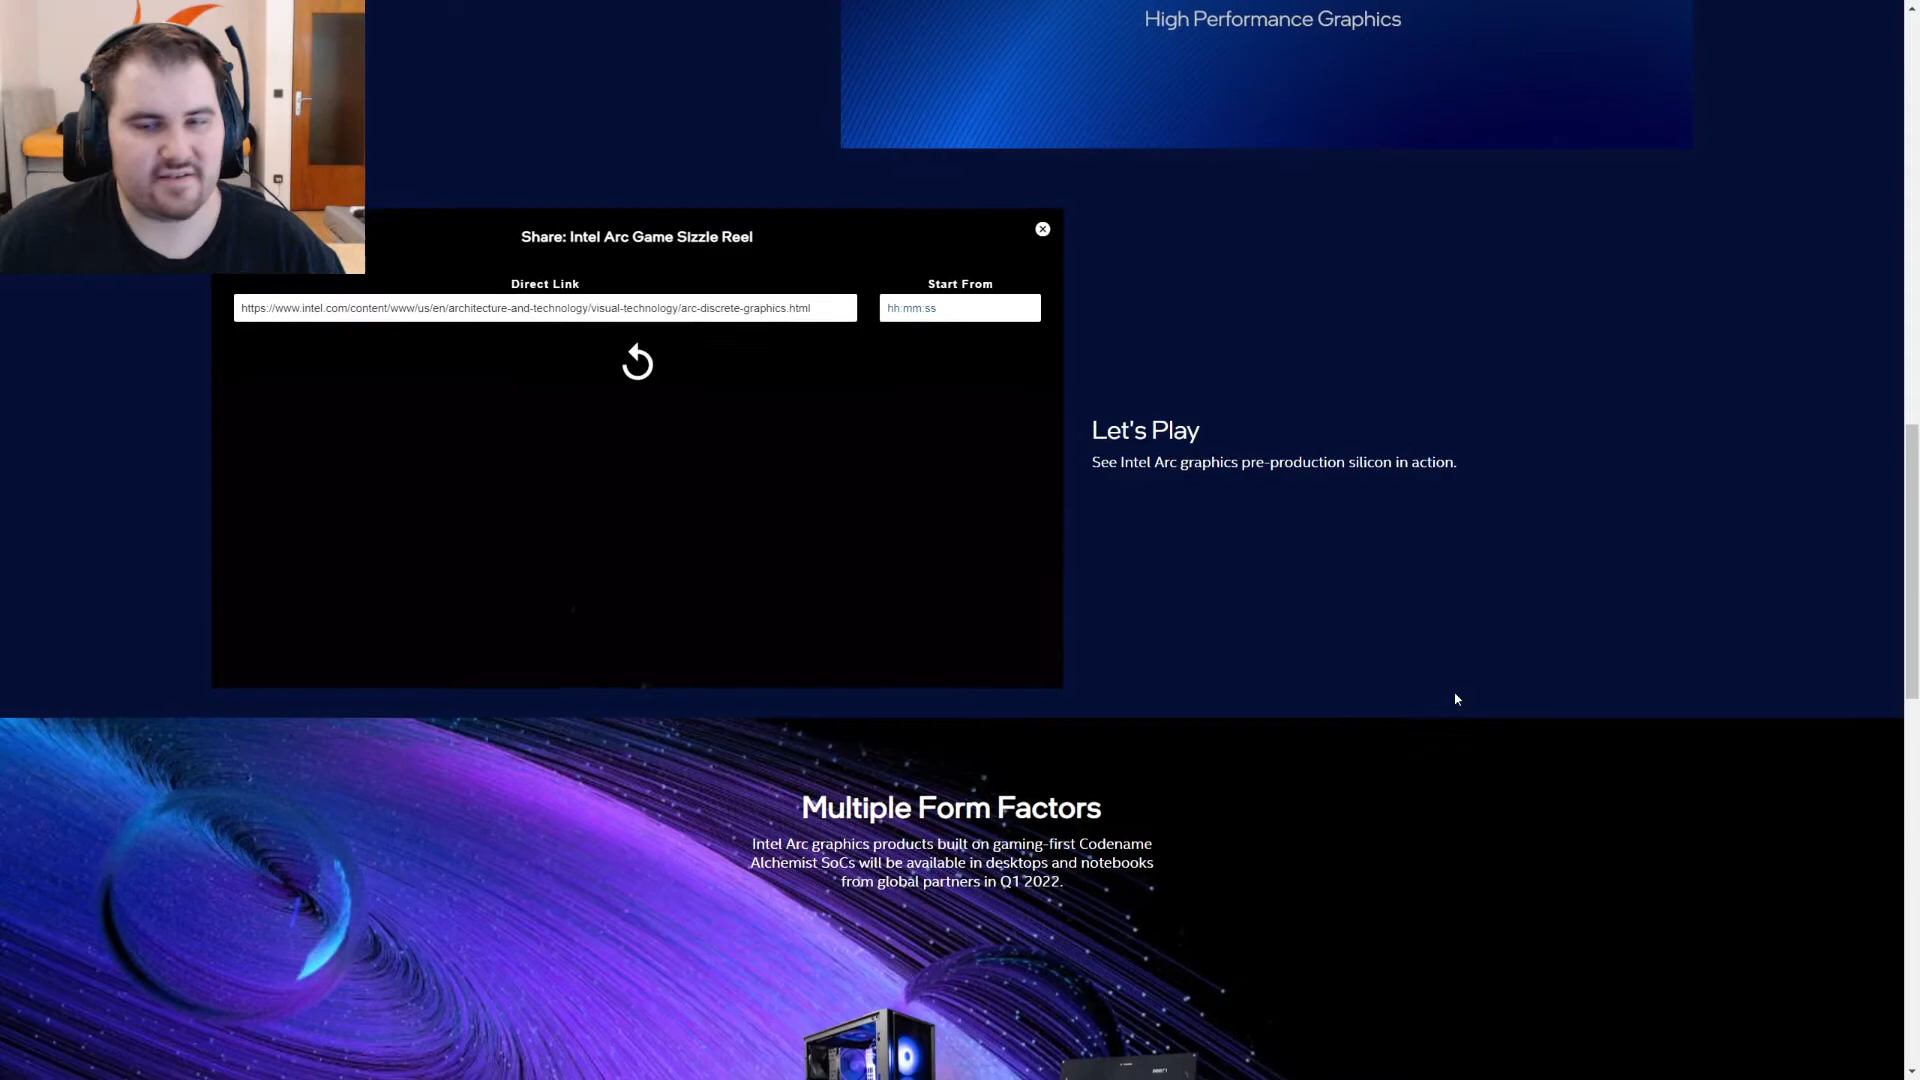 High Performance Graphics
Share: Intel Arc Game Sizzle Reel
Direct Link
Start From
https://www.intel.com/content/www/us/en/architecture-and-technology/visual-technology/arc-discrete-graphics.html
hh:mm:ss
Let's Play
See Intel Arc graphics pre-production silicon in action.
Multiple Form Factors
Intel Arc graphics products built on gaming-first Codename
Alchemist SoCs will be available in desktops and notebooks
from global partners in Q1 2022.